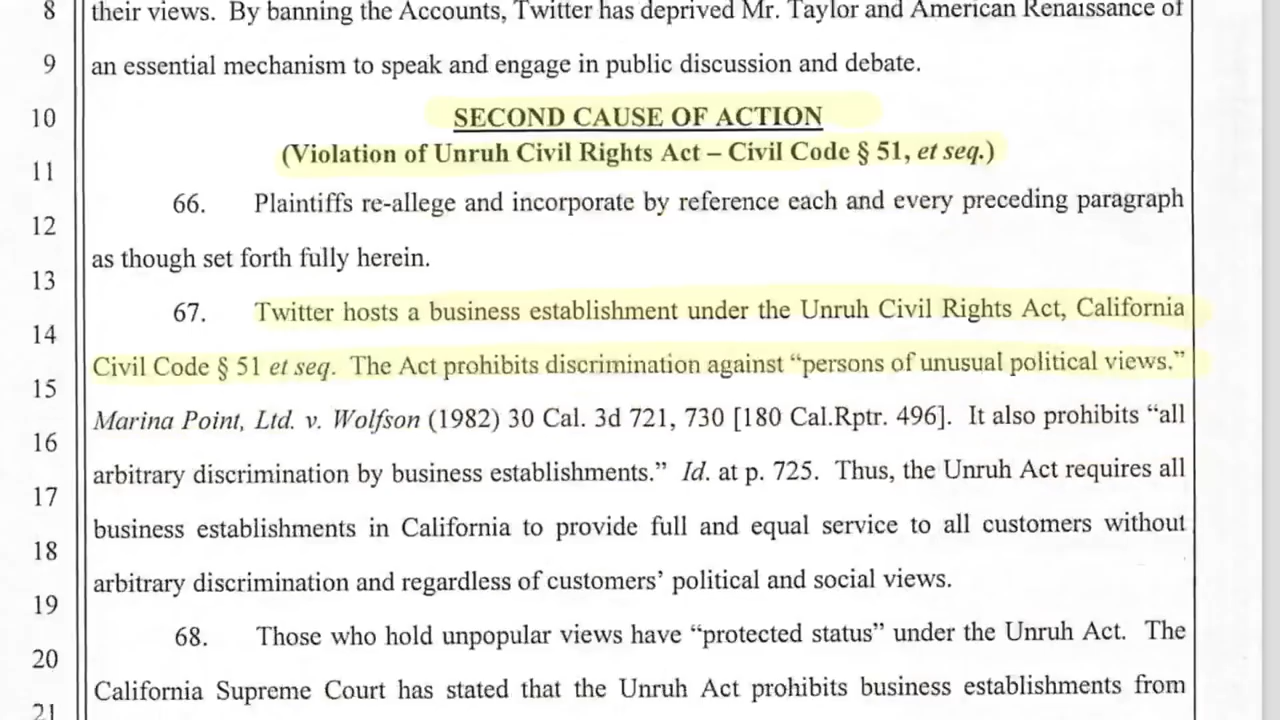 8 their views. By banning the Accounts, Twitter has deprived Mr. Taylor and American Renaissance of
9 an essential mechanism to speak and engage in public discussion and debate.
10 SECOND CAUSE OF ACTION
11 (Violation of Unruh Civil Rights Act – Civil Code § 51, et seq.)
12 66. Plaintiffs re-allege and incorporate by reference each and every preceding paragraph
13 as though set forth fully herein.
14 67. Twitter hosts a business establishment under the Unruh Civil Rights Act, California
15 Civil Code § 51 et seq. The Act prohibits discrimination against “persons of unusual political views.”
16 Marina Point, Ltd. v. Wolfson (1982) 30 Cal. 3d 721, 730 [180 Cal.Rptr. 496]. It also prohibits “all
17 arbitrary discrimination by business establishments.” Id. at p. 725. Thus, the Unruh Act requires all
18 business establishments in California to provide full and equal service to all customers without
19 arbitrary discrimination and regardless of customers’ political and social views.
20 68. Those who hold unpopular views have “protected status” under the Unruh Act. The
21 California Supreme Court has stated that the Unruh Act prohibits business establishments from